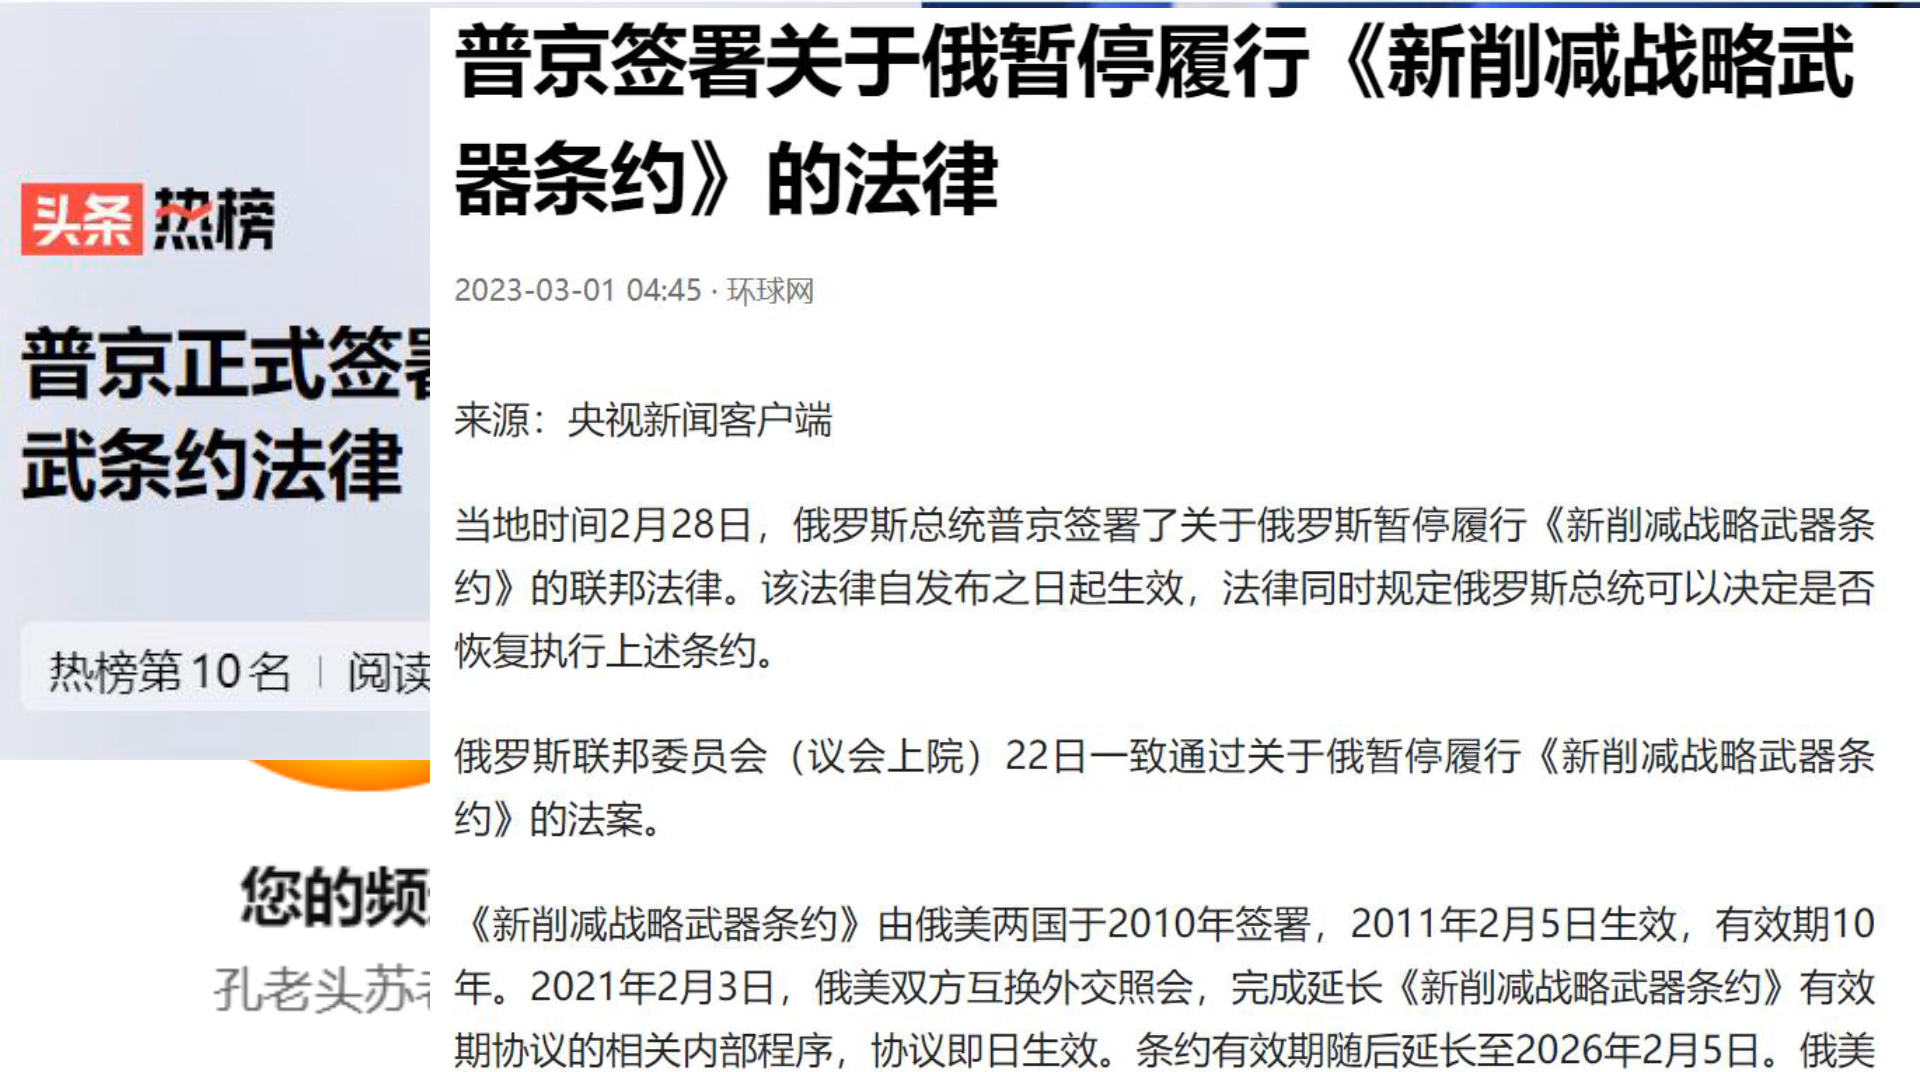 普京签署关于俄暂停履行《新削减战略武
器条约》的法律
2023-03-01 04:45 · 环球网
来源：央视新闻客户端
当地时间2月28日，俄罗斯总统普京签署了关于俄罗斯暂停履行《新削减战略武器条
约》的联邦法律。该法律自发布之日起生效，法律同时规定俄罗斯总统可以决定是否
恢复执行上述条约。
俄罗斯联邦委员会（议会上院）22日一致通过关于俄暂停履行《新削减战略武器条
约》的法案。
《新削减战略武器条约》由俄美两国于2010年签署，2011年2月5日生效，有效期10
年。2021年2月3日，俄美双方互换外交照会，完成延长《新削减战略武器条约》有效
期协议的相关内部程序，协议即日生效。条约有效期随后延长至2026年2月5日。俄美
头条 热榜
普京正式签署
武条约法律
热榜第10名 | 阅读
您的频
孔老头苏